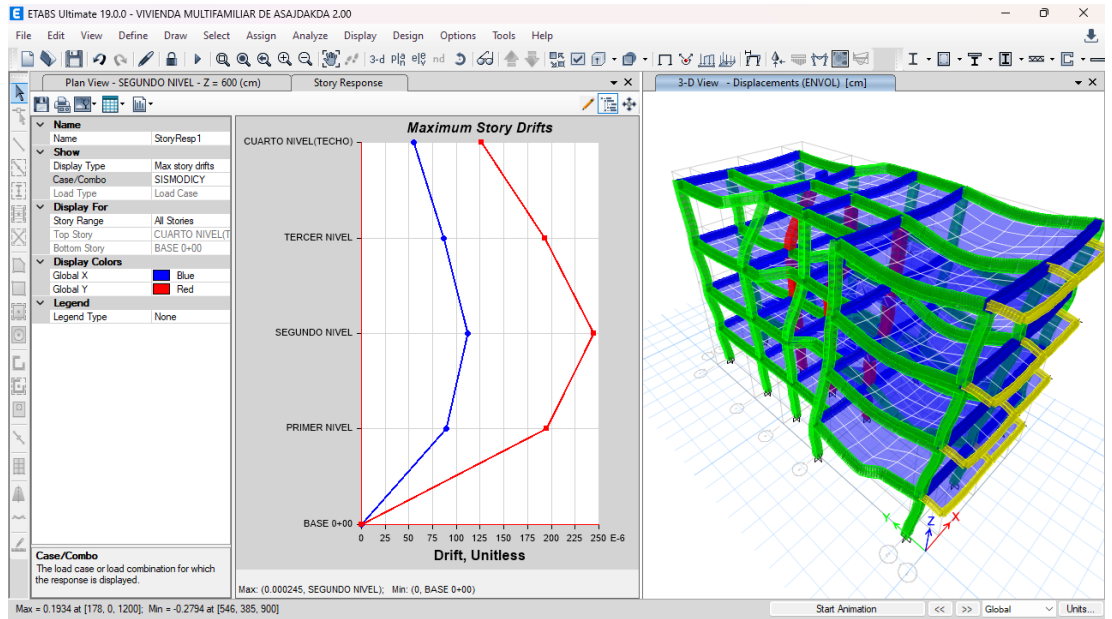 ETABS Ultimate 19.0.0 - VIVIENDA MULTIFAMILIAR DE ASAJDAKDA 2.00
File Edit View Define Draw Select Assign Analyze Display Design Options Tools Help
3-d nd
Plan View - SEGUNDO NIVEL - Z = 600 (cm)
Story Response
3-D View - Displacements (ENVOL) [cm]
Name
Name StoryResp1
Show
Display Type Max story drifts
Case/Combo SISMODICY
Load Type Load Case
Display For
Story Range All Stories
Top Story CUARTO NIVEL(T
Bottom Story BASE 0+00
Display Colors
Global X Blue
Global Y Red
Legend
Legend Type None
Case/Combo
The load case or load combination for which
the response is displayed.
Maximum Story Drifts
CUARTO NIVEL(TECHO)
TERCER NIVEL
SEGUNDO NIVEL
PRIMER NIVEL
BASE 0+00
0 25 50 75 100 125 150 175 200 225 250 E-6
Drift, Unitless
Max: (0.000245, SEGUNDO NIVEL); Min: (0, BASE 0+00)
Y Z X
Max = 0.1934 at [178, 0, 1200]; Min = -0.2794 at [546, 385, 900]
Start Animation << >> Global Units...